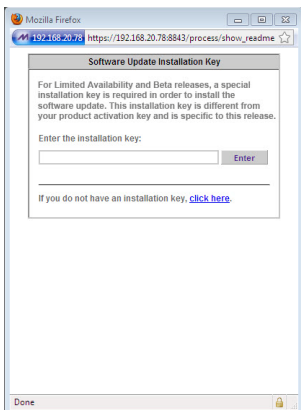 Mozilla Firefox
192.168.20.78 https://192.168.20.78:8843/process/show_readme
Software Update Installation Key
For Limited Availability and Beta releases, a special
installation key is required in order to install the
software update. This installation key is different from
your product activation key and is specific to this release.
Enter the installation key:
Enter
If you do not have an installation key, click here.
Done